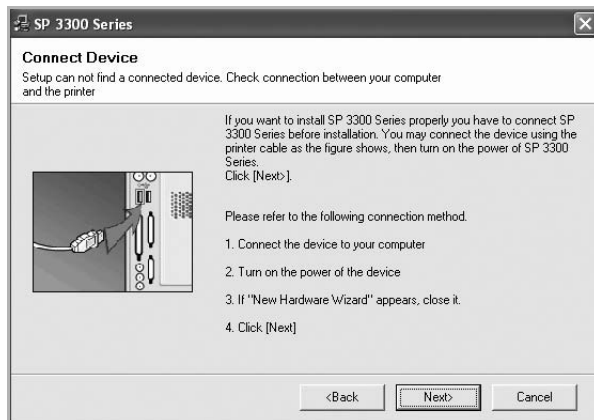 SP 3300 Series
Connect Device
Setup can not find a connected device. Check connection between your computer
and the printer
If you want to install SP 3300 Series properly you have to connect SP
3300 Series before installation. You may connect the device using the
printer cable as the figure shows, then turn on the power of SP 3300
Series.
Click [Next>].
Please refer to the following connection method.
1. Connect the device to your computer
2. Turn on the power of the device
3. If "New Hardware Wizard" appears, close it.
4. Click [Next]
<Back
Next>
Cancel